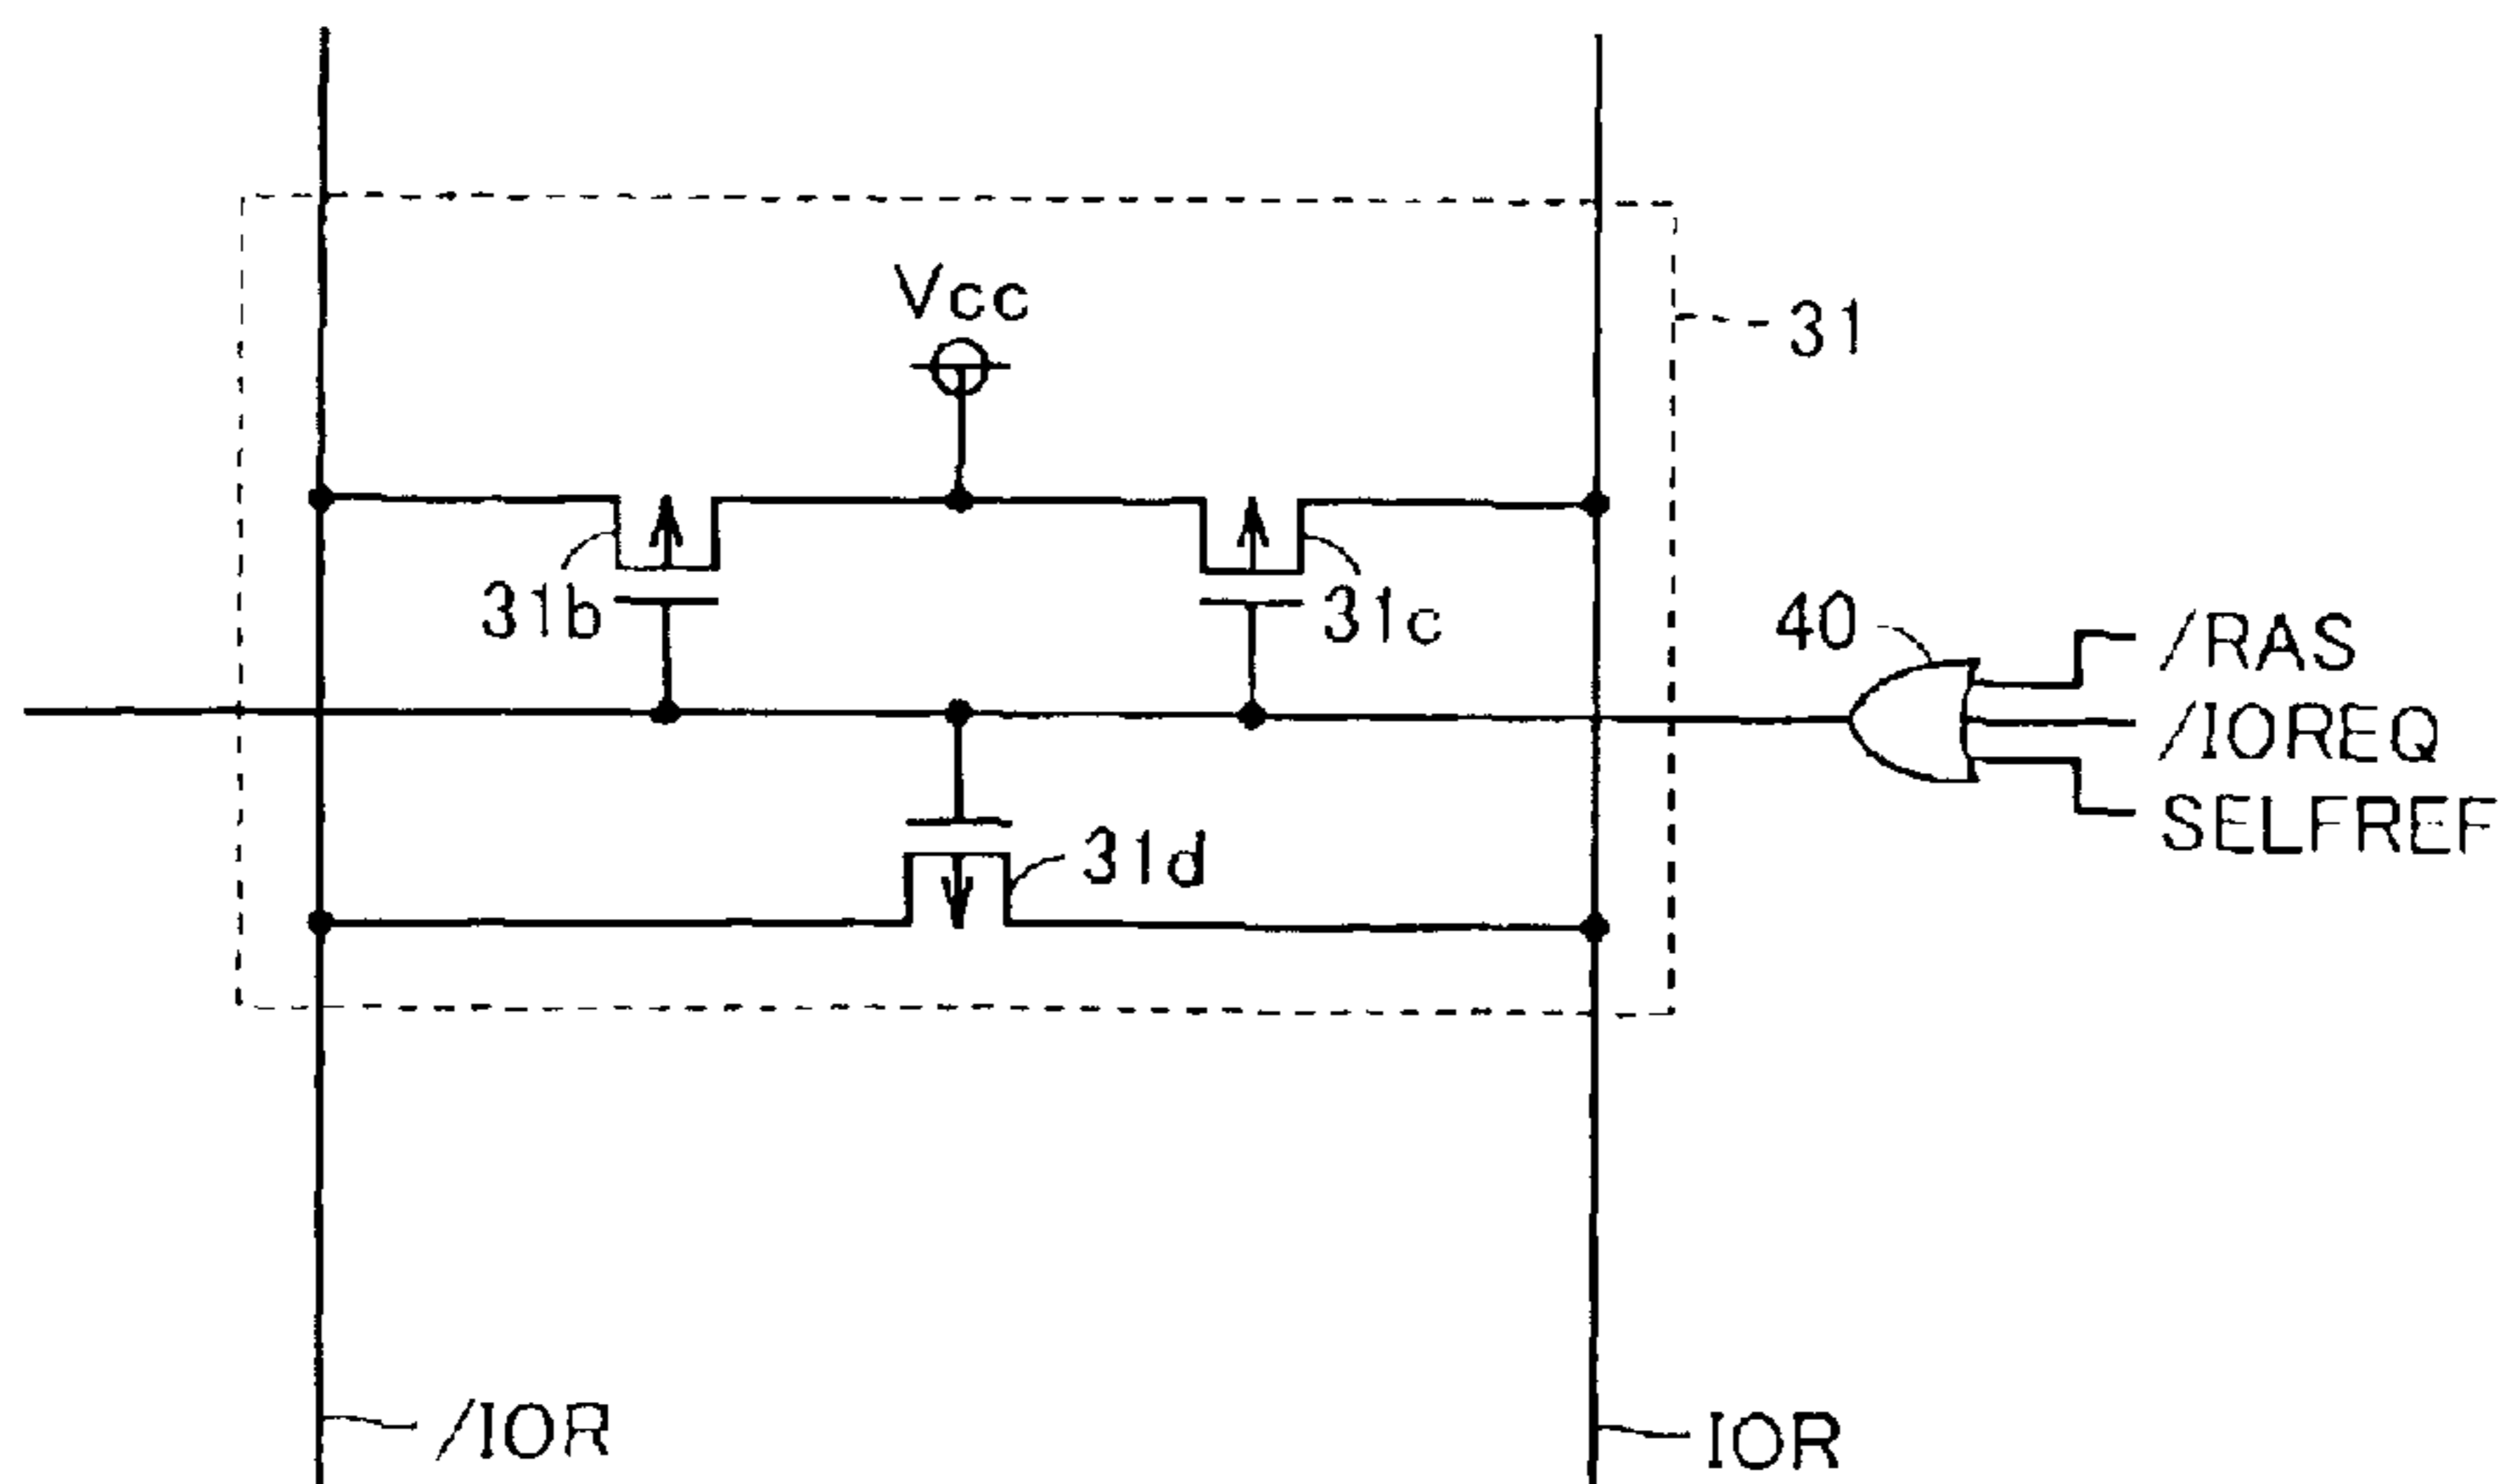 Vcc
31
31b
31c
40
/RAS
/IOREQ
SELFREF
31d
/IOR
IOR